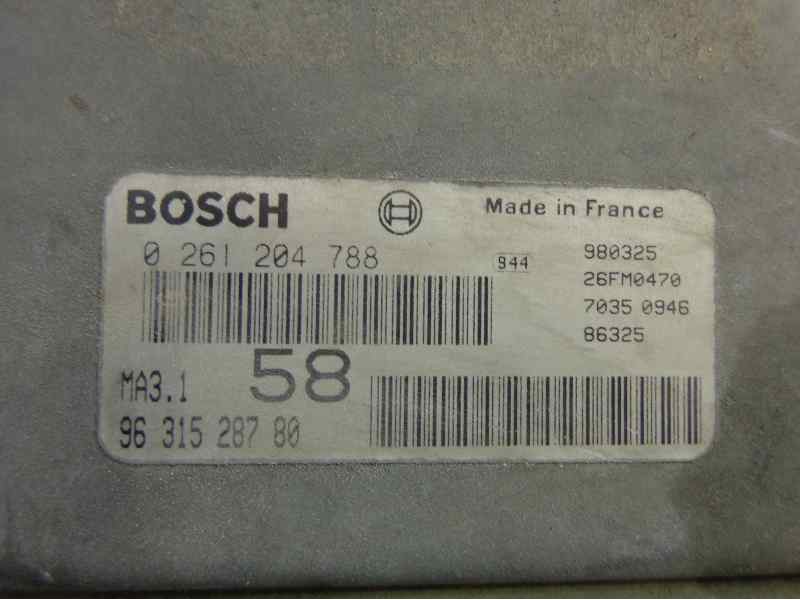 BOSCH Made in France
0 261 204 788 944 980325
26FM0470
7035 0946
86325
MA3.1 58
96 315 287 80